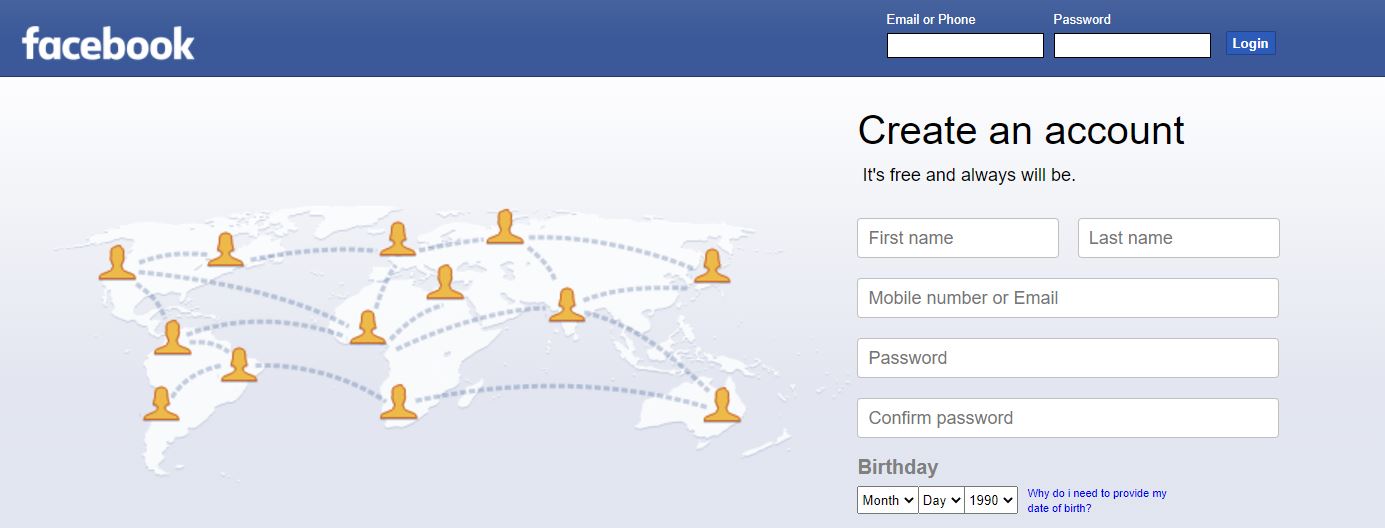 facebook
Email or Phone Password
Login
Create an account
It's free and always will be.
First name Last name
Mobile number or Email
Password
Confirm password
Birthday
Month Day 1990 Why do i need to provide my
date of birth?